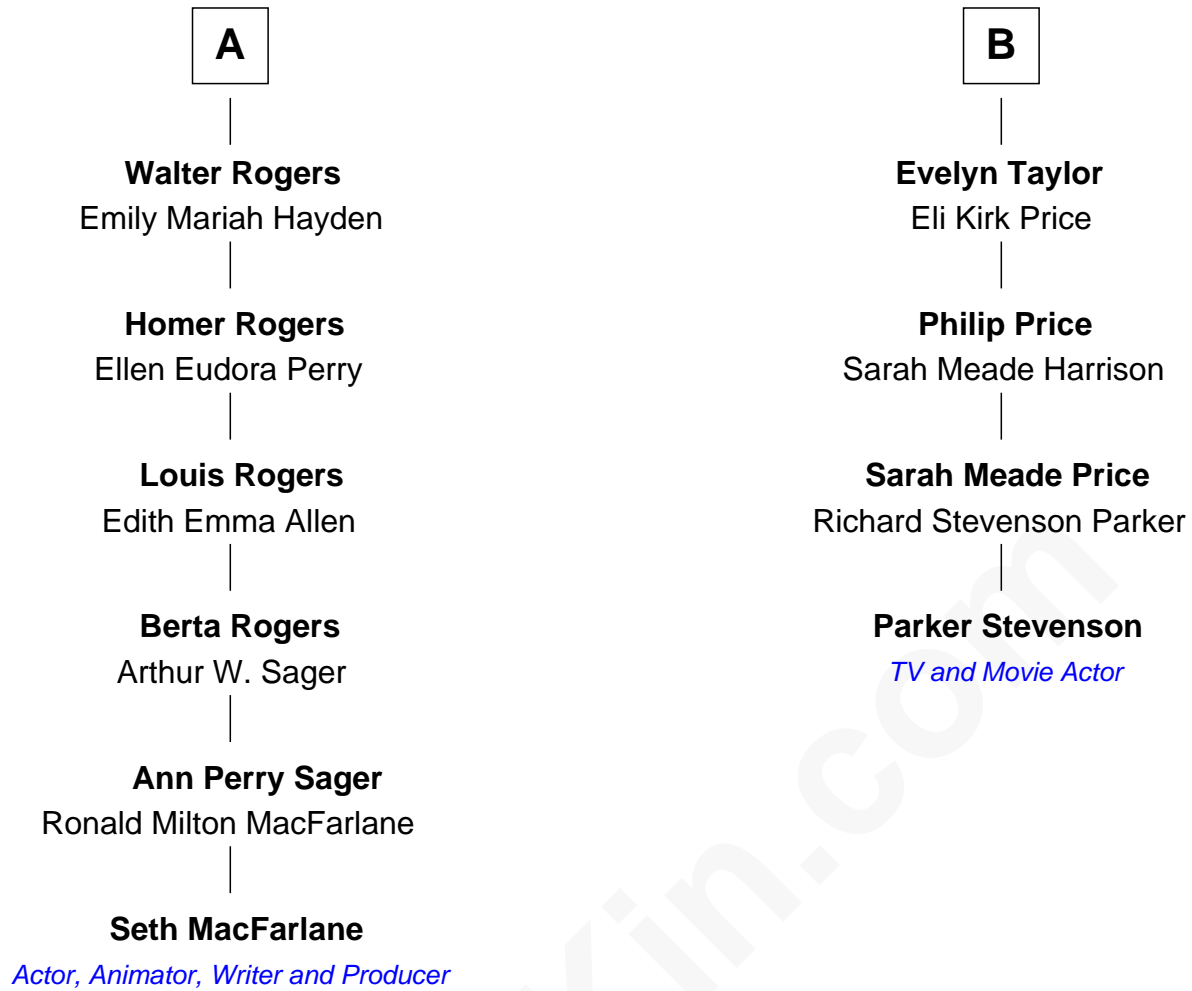 A
Walter Rogers
Emily Mariah Hayden
Homer Rogers
Ellen Eudora Perry
Louis Rogers
Edith Emma Allen
Berta Rogers
Arthur W. Sager
Ann Perry Sager
Ronald Milton MacFarlane
Seth MacFarlane
Actor, Animator, Writer and Producer
B
Evelyn Taylor
Eli Kirk Price
Philip Price
Sarah Meade Harrison
Sarah Meade Price
Richard Stevenson Parker
Parker Stevenson
TV and Movie Actor